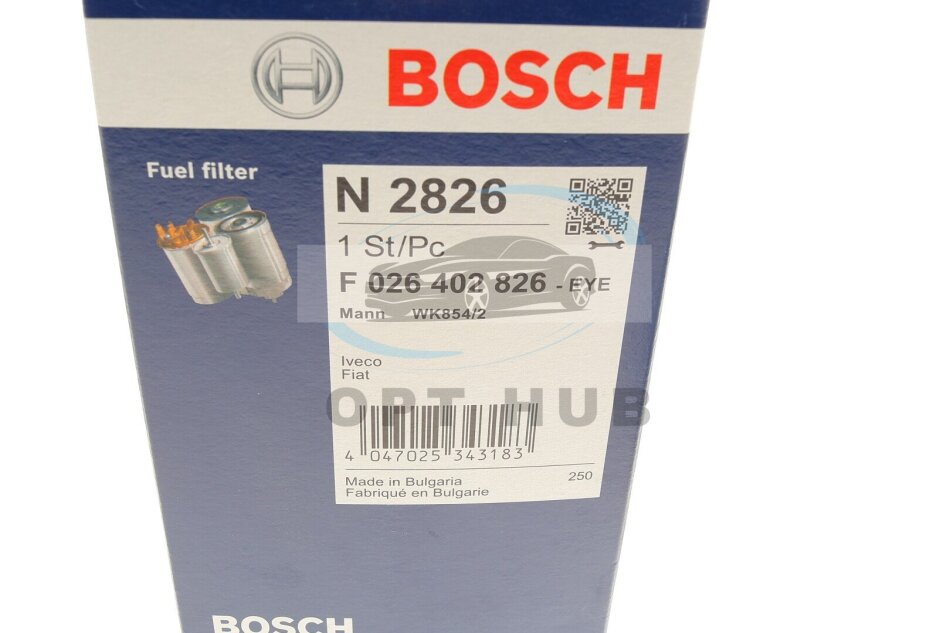 BOSCH
Fuel filter
N 2826
1 St/Pc
F 026 402 826 - EYE
Mann WK854/2
Iveco
Fiat
OPT HUB
4 047025 343183
Made in Bulgaria 250
Fabriqué en Bulgarie
BOSCH